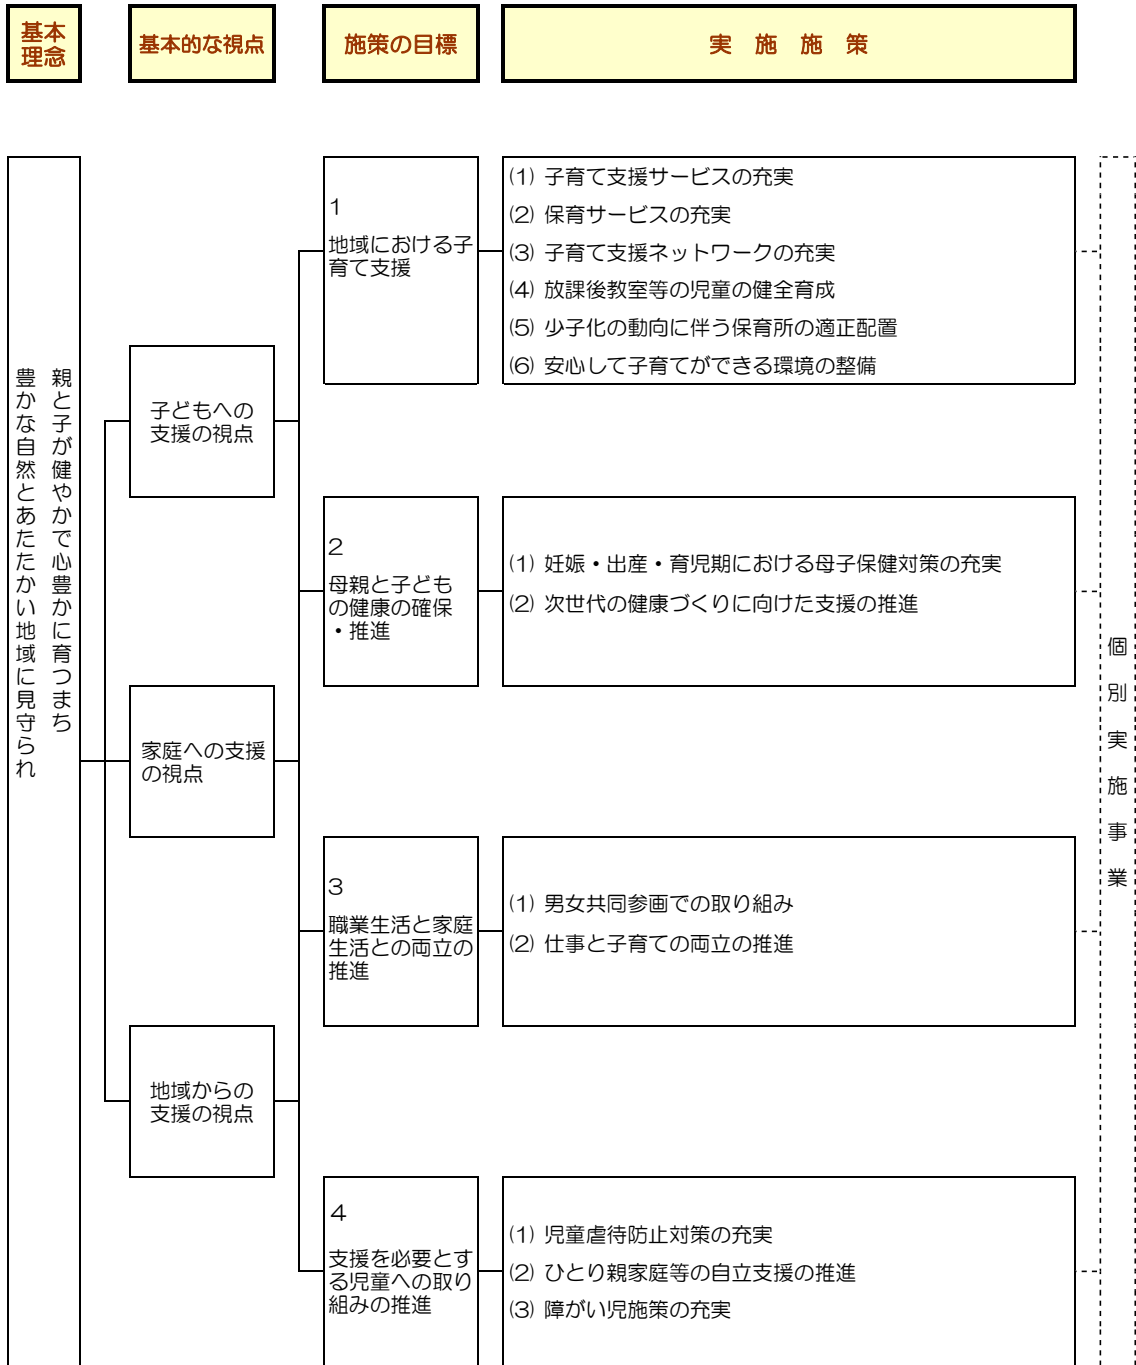 基本
理念
基本的な視点
施策の目標
実 施 施 策
豊かな自然とあたたかい地域に見守られ
親と子が健やかで心豊かに育つまち
子どもへの
支援の視点
家庭への支援
の視点
地域からの
支援の視点
1
地域における子
育て支援
(1) 子育て支援サービスの充実
(2) 保育サービスの充実
(3) 子育て支援ネットワークの充実
(4) 放課後教室等の児童の健全育成
(5) 少子化の動向に伴う保育所の適正配置
(6) 安心して子育てができる環境の整備
2
母親と子ども
の健康の確保
・推進
(1) 妊娠・出産・育児期における母子保健対策の充実
(2) 次世代の健康づくりに向けた支援の推進
3
職業生活と家庭
生活との両立の
推進
(1) 男女共同参画での取り組み
(2) 仕事と子育ての両立の推進
4
支援を必要とす
る児童への取り
組みの推進
(1) 児童虐待防止対策の充実
(2) ひとり親家庭等の自立支援の推進
(3) 障がい児施策の充実
個別実施事業